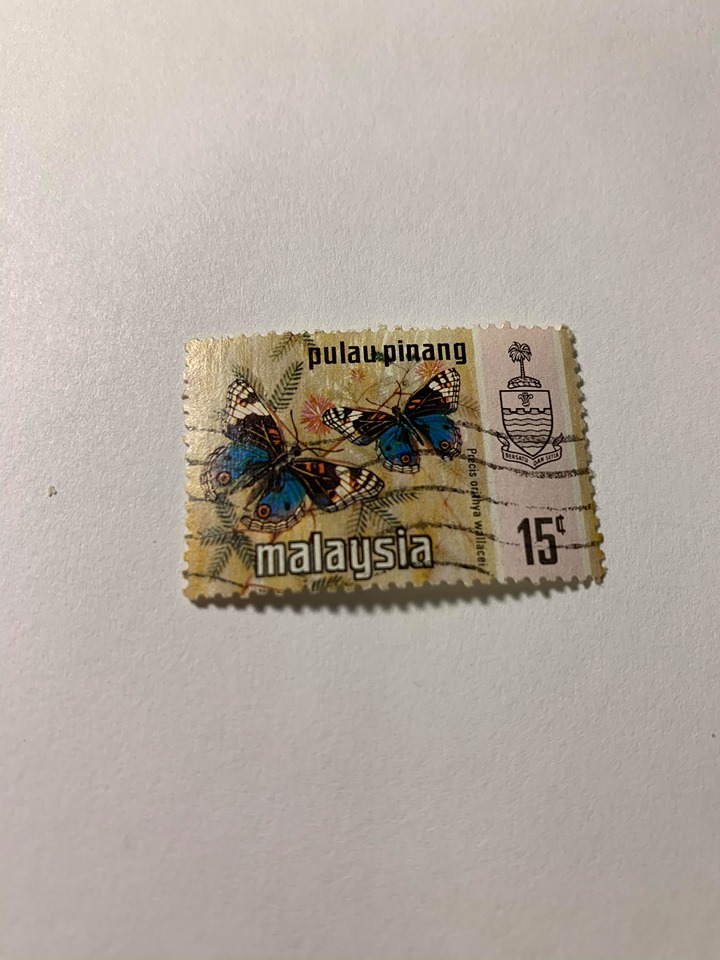 pulau pinang
BERSATU DAN SETIA
Precis orithya wallacei
malaysia
15¢